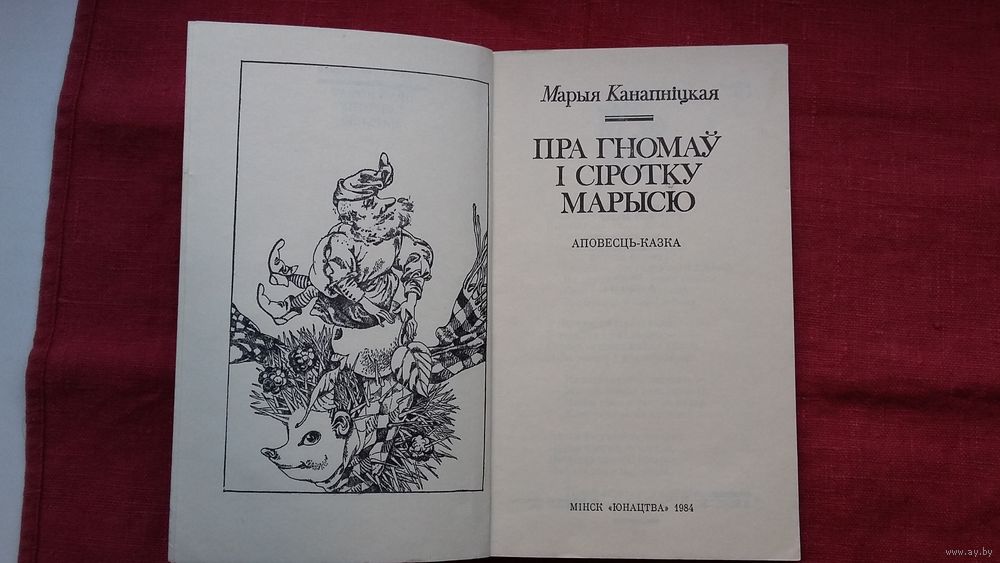 Марыя Канапніцкая
ПРА ГНОМАЎ
І СІРОТКУ
МАРЫСЮ
АПОВЕСЦЬ-КАЗКА
МІНСК «ЮНАЦТВА» 1984
www.ay.by